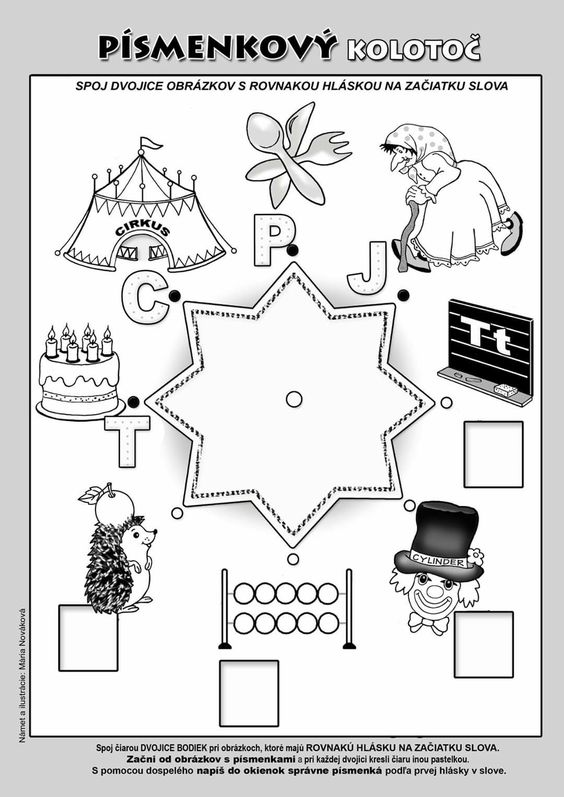 PÍSMENKOVÝ KOLOTOČ
SPOJ DVOJICE OBRÁZKOV S ROVNAKOU HLÁSKOU NA ZAČIATKU SLOVA
CIRKUS
P
J
C
Tt
T
CYLINDER
Námet a ilustrácie: Mária Nováková
Spoj čiarou DVOJICE BODIEK pri obrázkoch, ktoré majú ROVNAKÚ HLÁSKU NA ZAČIATKU SLOVA.
Začni od obrázkov s písmenkami a pri každej dvojici kresli čiaru inou pastelkou.
S pomocou dospelého napíš do okienok správne písmenká podľa prvej hlásky v slove.